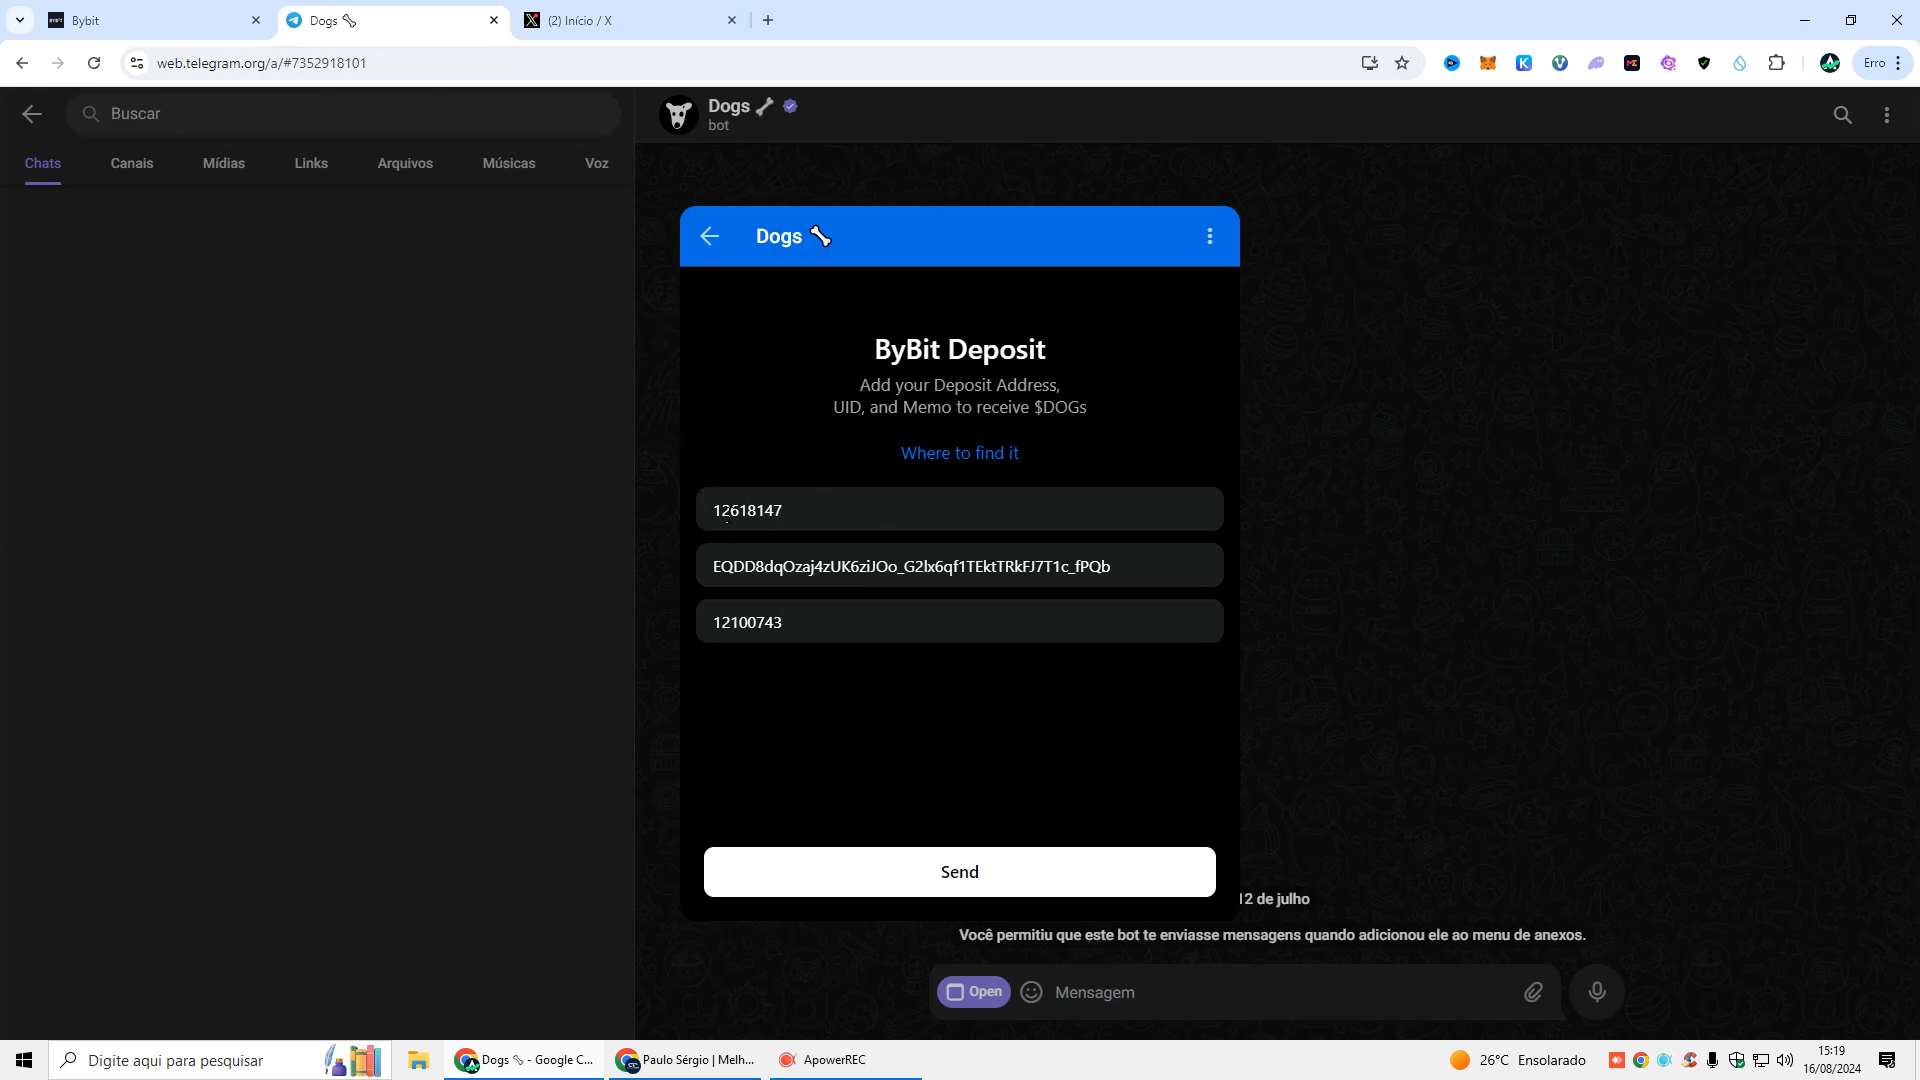 Bybit
Dogs
(2) Início / X
web.telegram.org/a/#7352918101
Erro
Buscar
Dogs
bot
Chats
Canais
Mídias
Links
Arquivos
Músicas
Voz
Dogs
ByBit Deposit
Add your Deposit Address,
UID, and Memo to receive $DOGs
Where to find it
12618147
EQDD8dqOzaj4zUK6ziJOo_G2lx6qf1TEktTRkFJ7T1c_fPQb
12100743
Send
12 de julho
Você permitiu que este bot te enviasse mensagens quando adicionou ele ao menu de anexos.
Open
Mensagem
Digite aqui para pesquisar
Dogs - Google C...
Paulo Sérgio | Melh...
ApowerREC
26°C Ensolarado
15:19
16/08/2024